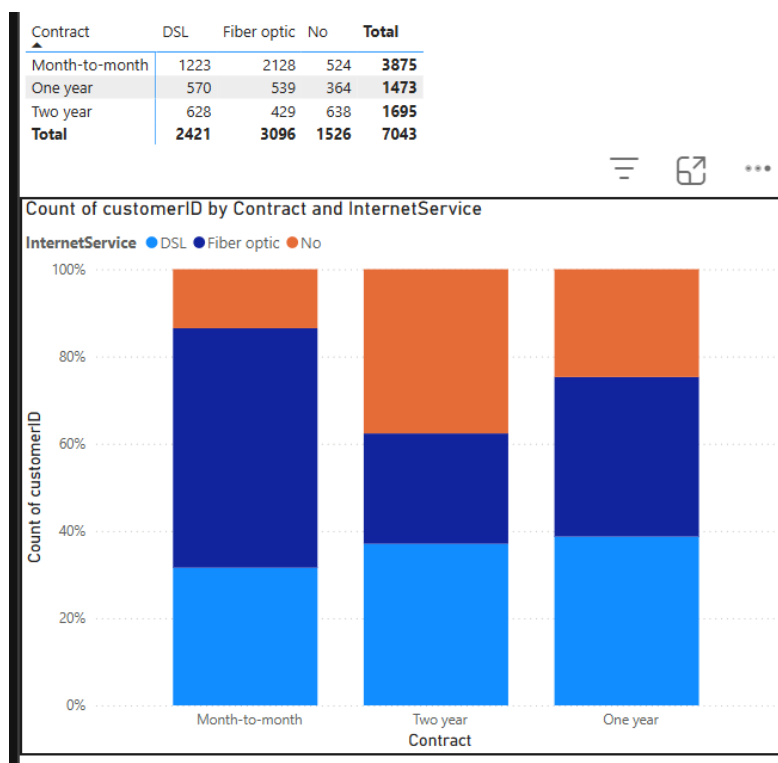 Contract DSL Fiber optic No Total
Month-to-month 1223 2128 524 3875
One year 570 539 364 1473
Two year 628 429 638 1695
Total 2421 3096 1526 7043
Count of customerID by Contract and InternetService
InternetService DSL Fiber optic No
100%
80%
60%
40%
20%
0%
Count of customerID
Month-to-month Two year One year
Contract